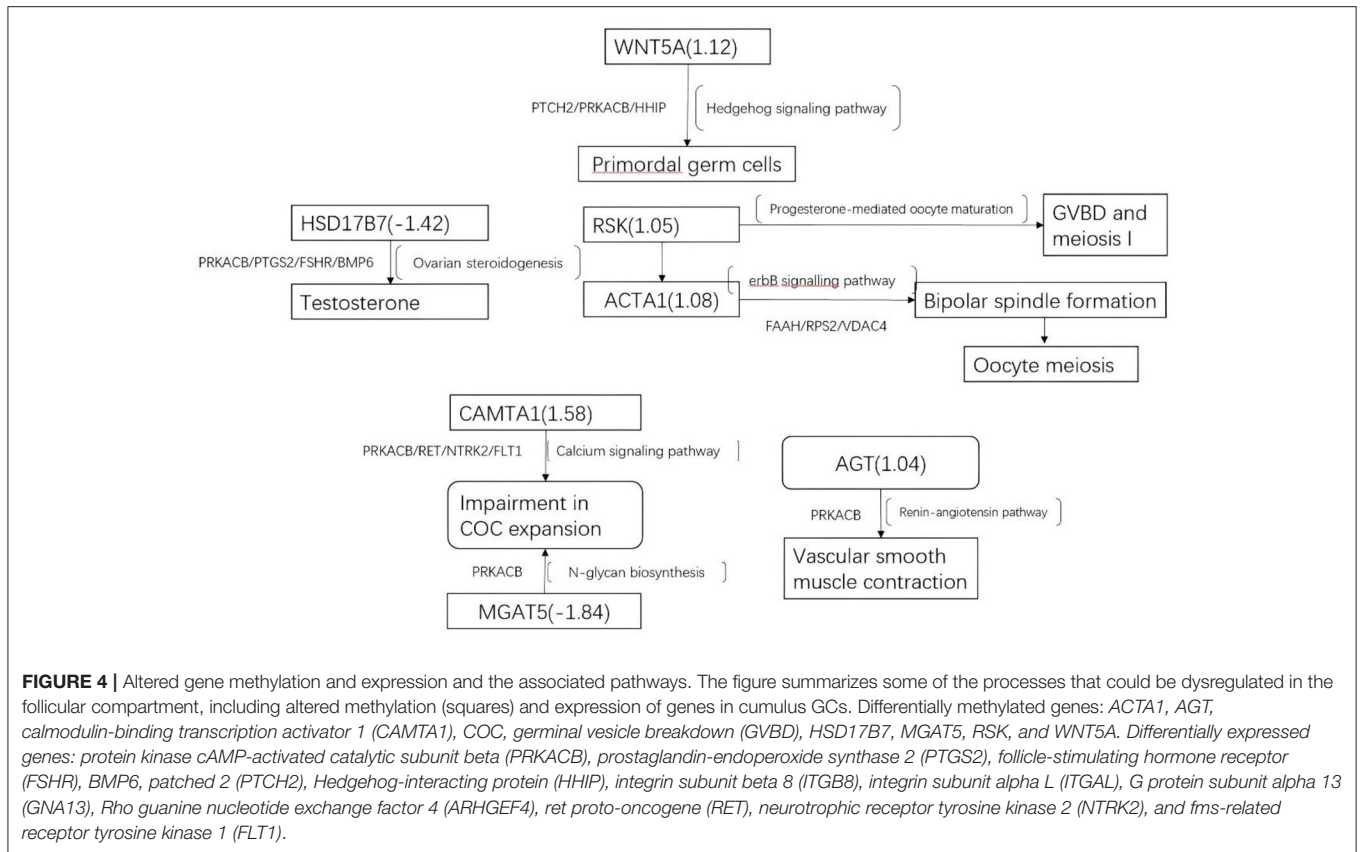 WNT5A(1.12)
PTCH2/PRKACB/HHIP
Hedgehog signaling pathway
Primordal germ cells
HSD17B7(-1.42)
PRKACB/PTGS2/FSHR/BMP6
Ovarian steroidogenesis
Testosterone
RSK(1.05)
Progesterone-mediated oocyte maturation
GVBD and
meiosis I
ACTA1(1.08)
erbB signalling pathway
FAAH/RPS2/VDAC4
Bipolar spindle formation
Oocyte meiosis
CAMTA1(1.58)
PRKACB/RET/NTRK2/FLT1
Calcium signaling pathway
Impairment in
COC expansion
PRKACB
N-glycan biosynthesis
MGAT5(-1.84)
AGT(1.04)
PRKACB
Renin-angiotensin pathway
Vascular smooth
muscle contraction
FIGURE 4 | Altered gene methylation and expression and the associated pathways. The figure summarizes some of the processes that could be dysregulated in the
follicular compartment, including altered methylation (squares) and expression of genes in cumulus GCs. Differentially methylated genes: ACTA1, AGT,
calmodulin-binding transcription activator 1 (CAMTA1), COC, germinal vesicle breakdown (GVBD), HSD17B7, MGAT5, RSK, and WNT5A. Differentially expressed
genes: protein kinase cAMP-activated catalytic subunit beta (PRKACB), prostaglandin-endoperoxide synthase 2 (PTGS2), follicle-stimulating hormone receptor
(FSHR), BMP6, patched 2 (PTCH2), Hedgehog-interacting protein (HHIP), integrin subunit beta 8 (ITGB8), integrin subunit alpha L (ITGAL), G protein subunit alpha 13
(GNA13), Rho guanine nucleotide exchange factor 4 (ARHGEF4), ret proto-oncogene (RET), neurotrophic receptor tyrosine kinase 2 (NTRK2), and fms-related
receptor tyrosine kinase 1 (FLT1).